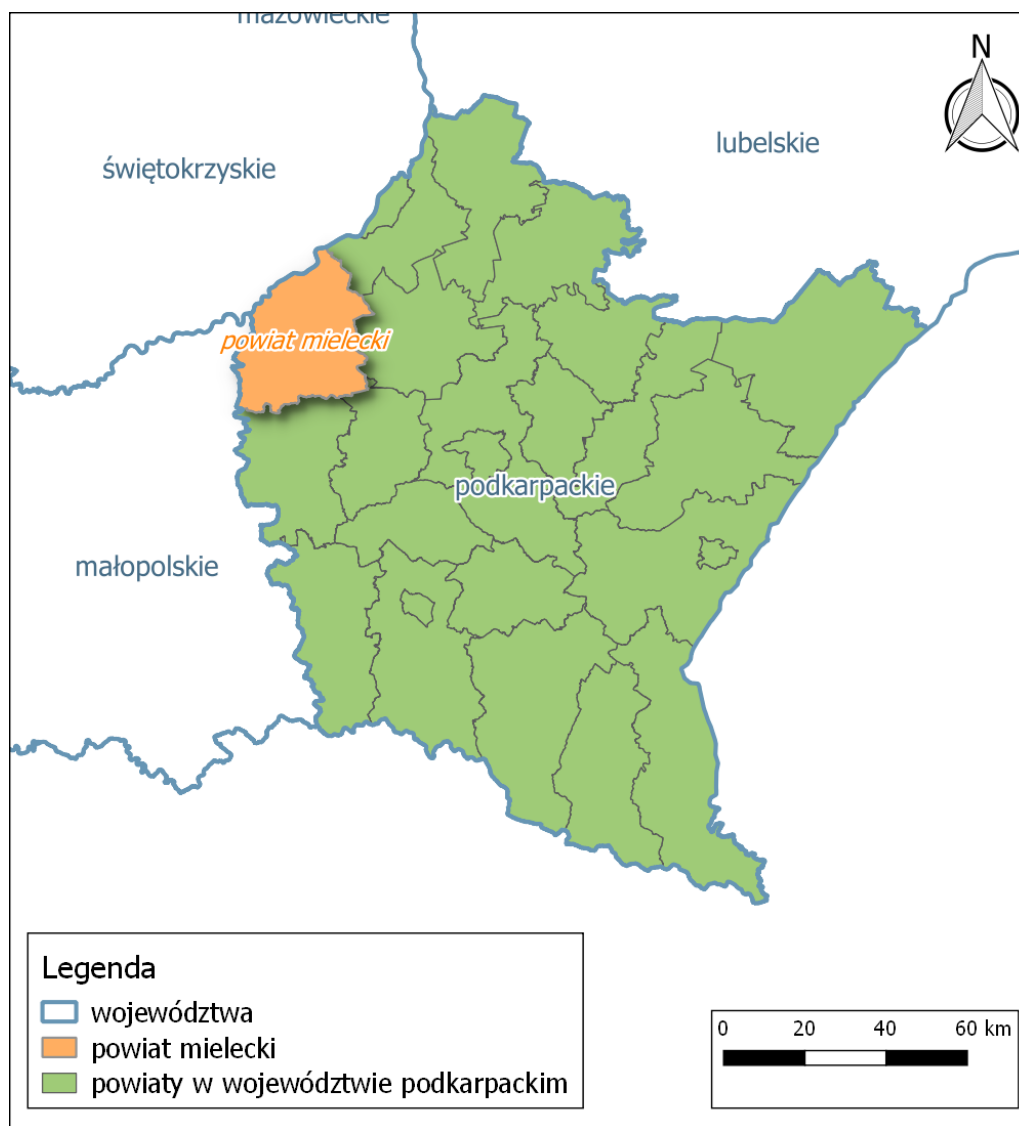 mazowieckie
N
lubelskie
świętokrzyskie
powiat mielecki
podkarpackie
małopolskie
Legenda
województwa
powiat mielecki
powiaty w województwie podkarpackim
0 20 40 60 km